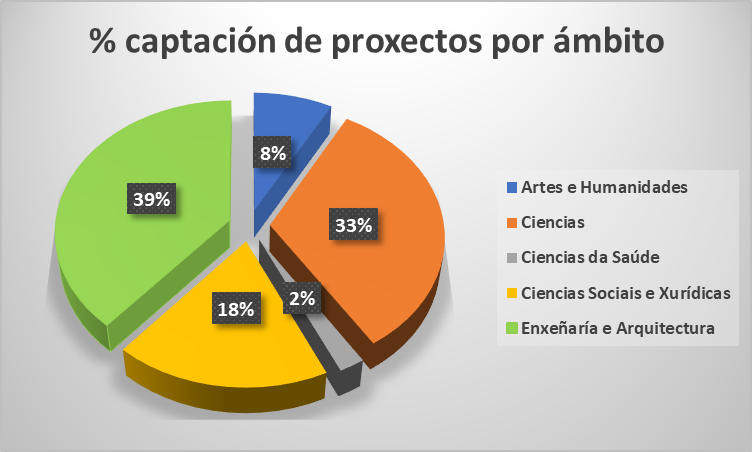 % captación de proxectos por ámbito
8%
33%
39%
2%
18%
Artes e Humanidades
Ciencias
Ciencias da Saúde
Ciencias Sociais e Xurídicas
Enxeñaría e Arquitectura